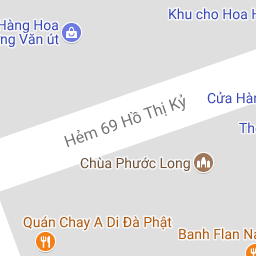 Khu cho Hoa H
Hàng Hoa
ng Văn út
Cửa Hàn
Hẻm 69 Hồ Thị Kỷ
Th
Chùa Phước Long
Quán Chay A Di Đà Phật
Banh Flan Na